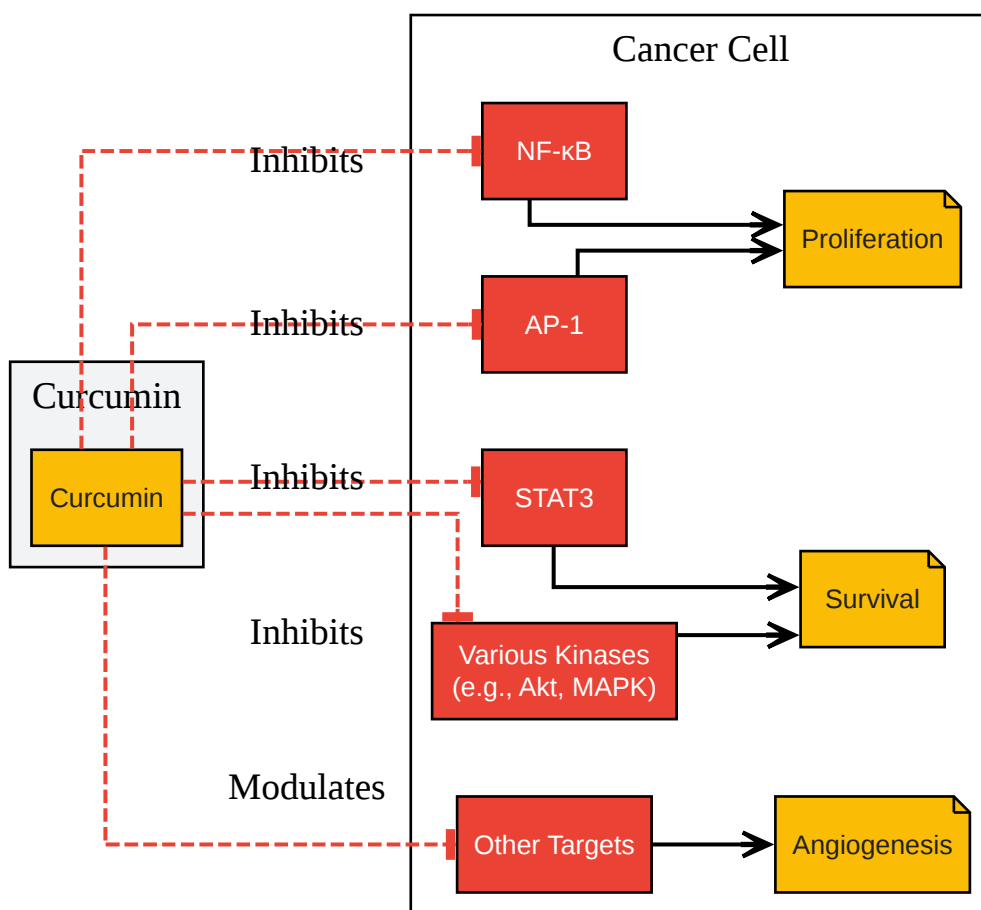 Cancer Cell
Inhibits
NF-κB
Proliferation
Inhibits
AP-1
Curcumin
Curcumin
Inhibits
STAT3
Survival
Inhibits
Various Kinases
(e.g., Akt, MAPK)
Modulates
Other Targets
Angiogenesis